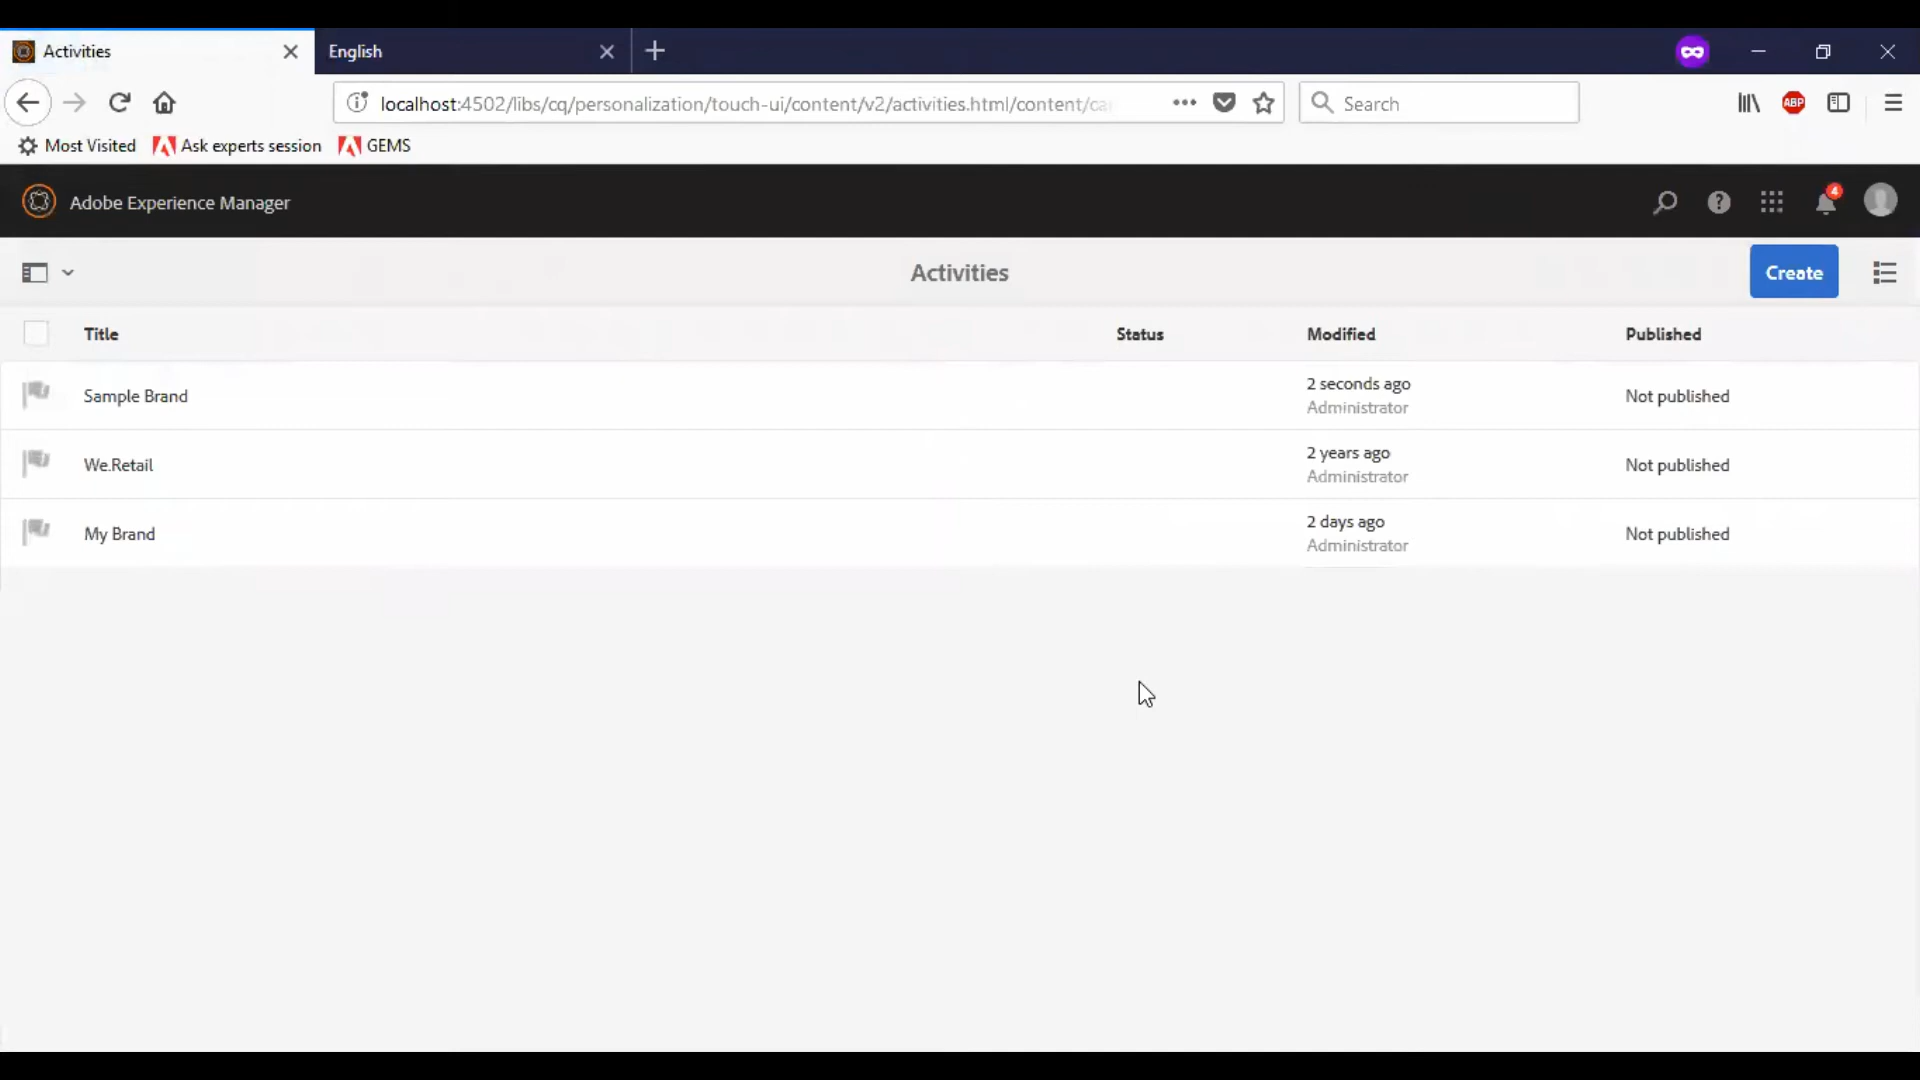 Activities
English
localhost:4502/libs/cq/personalization/touch-ui/content/v2/activities.html/content/ca
Search
ABP
Most Visited
Ask experts session
GEMS
Adobe Experience Manager
4
Activities
Create
Title Status Modified Published
Sample Brand 2 seconds ago Not published
Administrator
We.Retail 2 years ago Not published
Administrator
My Brand 2 days ago Not published
Administrator